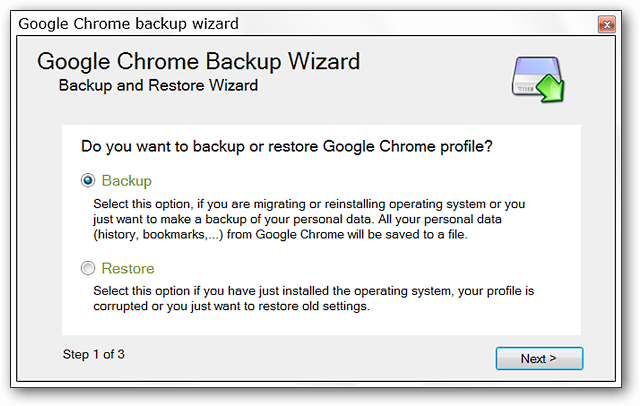 Google Chrome backup wizard
Google Chrome Backup Wizard
Backup and Restore Wizard
Do you want to backup or restore Google Chrome profile?
Backup
Select this option, if you are migrating or reinstalling operating system or you
just want to make a backup of your personal data. All your personal data
(history, bookmarks,...) from Google Chrome will be saved to a file.
Restore
Select this option if you have just installed the operating system, your profile is
corrupted or you just want to restore old settings.
Step 1 of 3
Next >